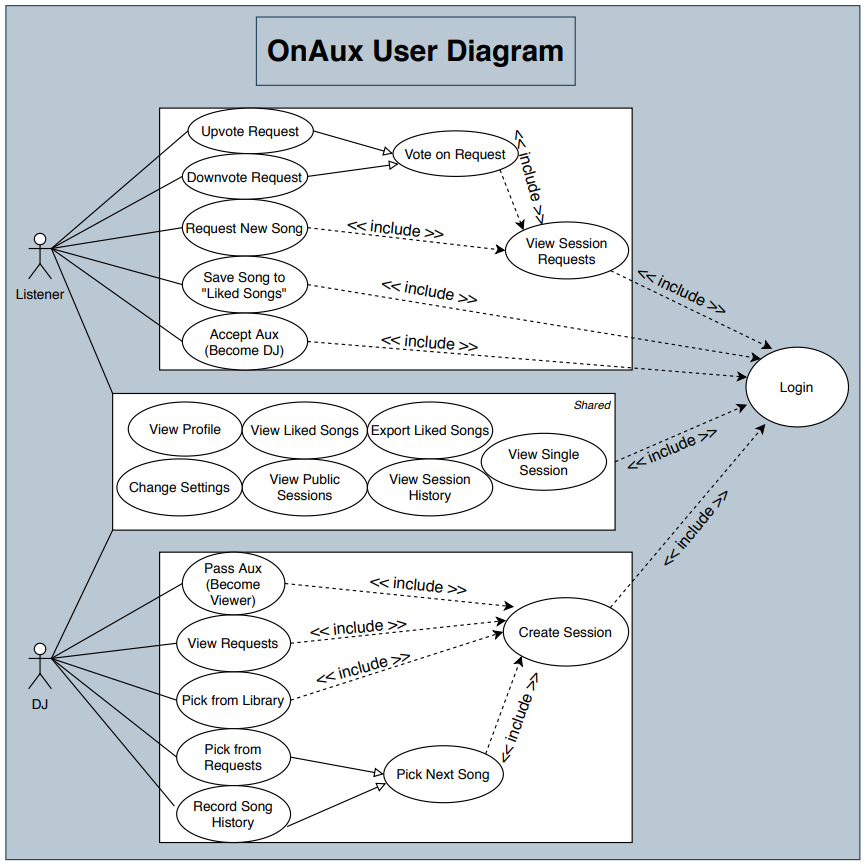 OnAux User Diagram
Upvote Request
Vote on Request
<< include >>
Downvote Request
Request New Song
<< include >>
View Session
Requests
Listener
Save Song to
"Liked Songs"
<< include >>
<< include >>
Accept Aux
(Become DJ)
<< include >>
Login
Shared
View Profile
View Liked Songs
Export Liked Songs
View Single
Session
<< include >>
Change Settings
View Public
Sessions
View Session
History
<< include >>
Pass Aux
(Become
Viewer)
<< include >>
View Requests
<< include >>
Create Session
<< include >>
DJ
Pick from Library
<< include >>
Pick from
Requests
Pick Next Song
Record Song
History